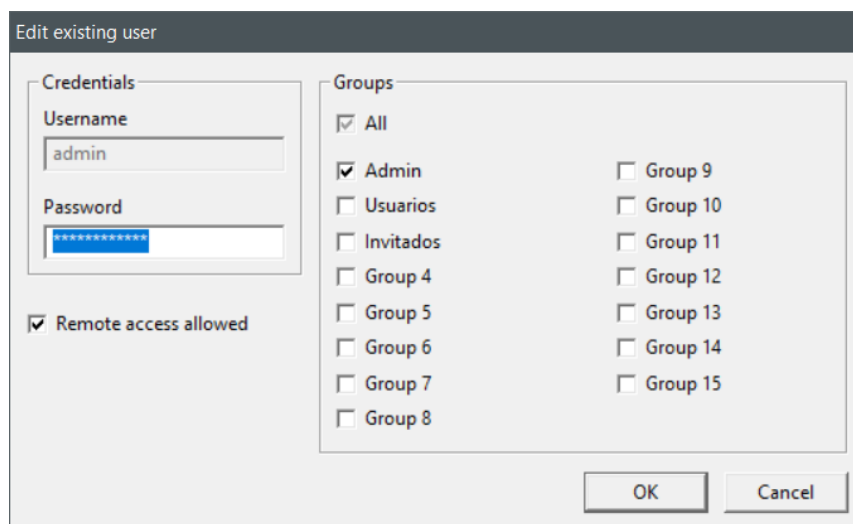 Edit existing user
Credentials
Username
admin
Password
************
Remote access allowed
Groups
All
Admin
Usuarios
Invitados
Group 4
Group 5
Group 6
Group 7
Group 8
Group 9
Group 10
Group 11
Group 12
Group 13
Group 14
Group 15
OK
Cancel